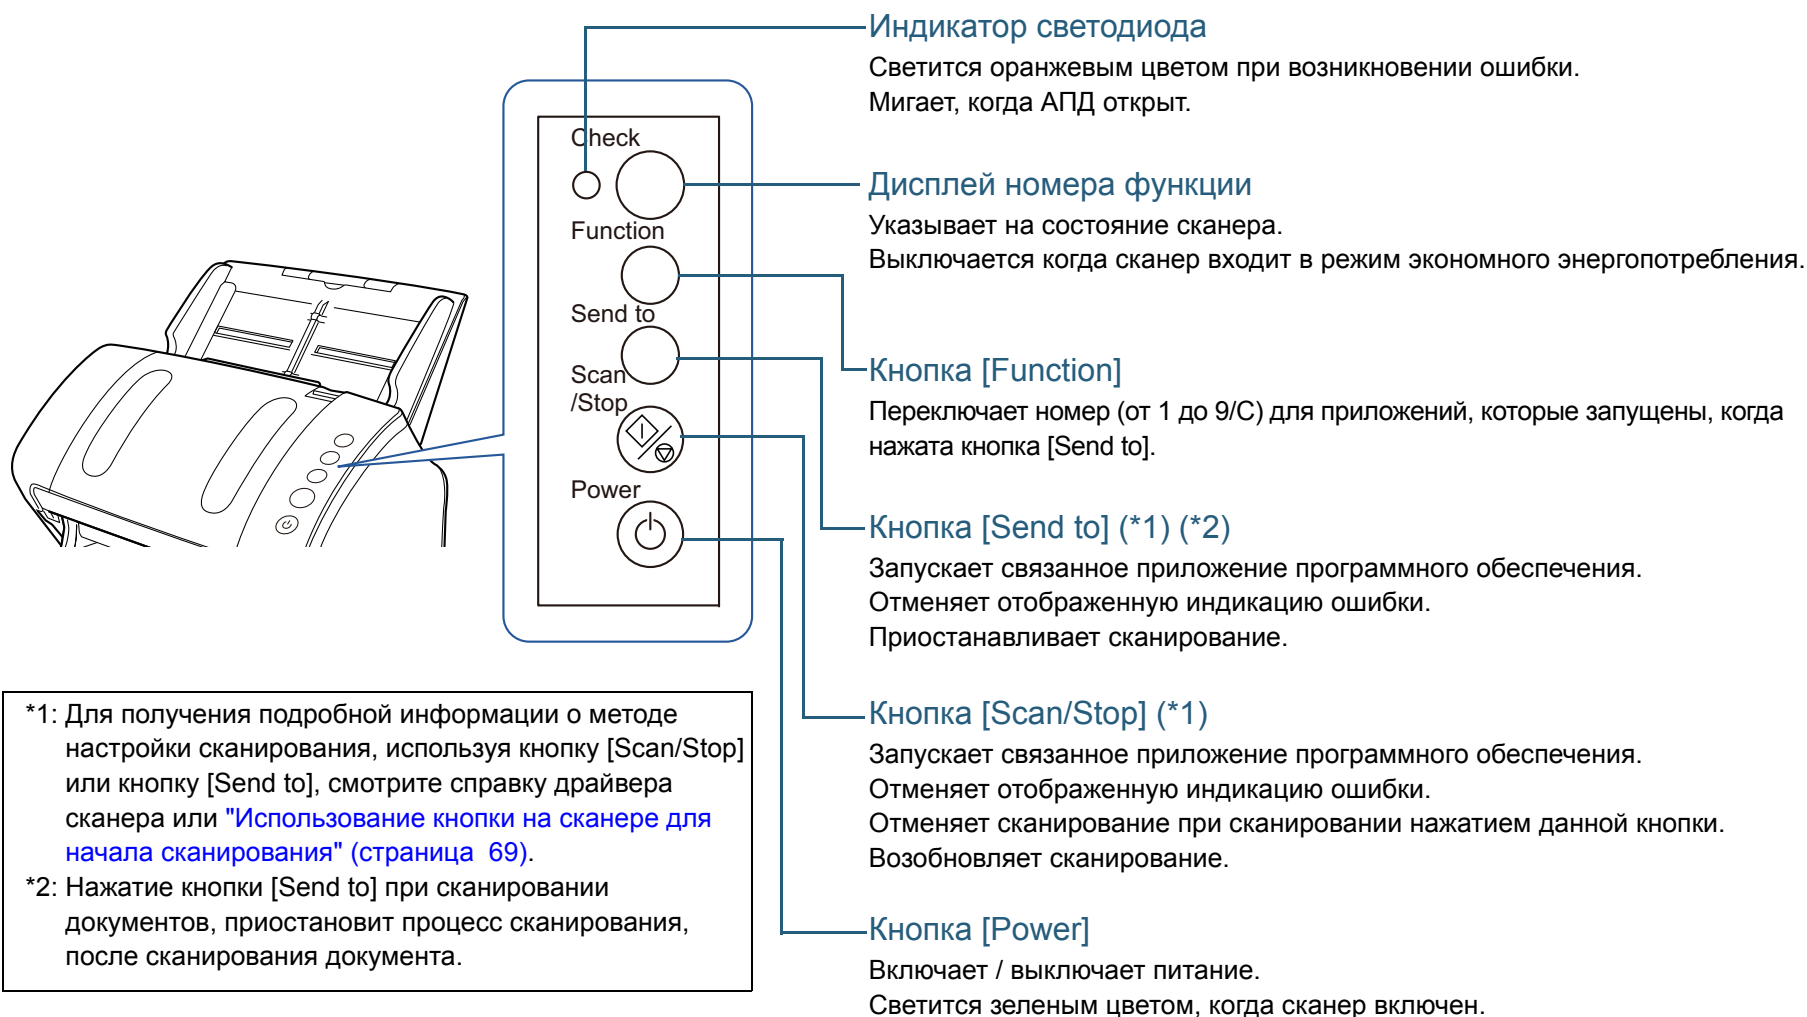 Индикатор светодиода
Светится оранжевым цветом при возникновении ошибки.
Мигает, когда АПД открыт.
Check
Дисплей номера функции
Указывает на состояние сканера.
Выключается когда сканер входит в режим экономного энергопотребления.
Function
Send to
Scan
/Stop
Power
Кнопка [Function]
Переключает номер (от 1 до 9/C) для приложений, которые запущены, когда
нажата кнопка [Send to].
Кнопка [Send to] (*1) (*2)
Запускает связанное приложение программного обеспечения.
Отменяет отображенную индикацию ошибки.
Приостанавливает сканирование.
Кнопка [Scan/Stop] (*1)
Запускает связанное приложение программного обеспечения.
Отменяет отображенную индикацию ошибки.
Отменяет сканирование при сканировании нажатием данной кнопки.
Возобновляет сканирование.
Кнопка [Power]
Включает / выключает питание.
Светится зеленым цветом, когда сканер включен.
*1: Для получения подробной информации о методе
настройки сканирования, используя кнопку [Scan/Stop]
или кнопку [Send to], смотрите справку драйвера
сканера или "Использование кнопки на сканере для
начала сканирования" (страница 69).
*2: Нажатие кнопки [Send to] при сканировании
документов, приостановит процесс сканирования,
после сканирования документа.